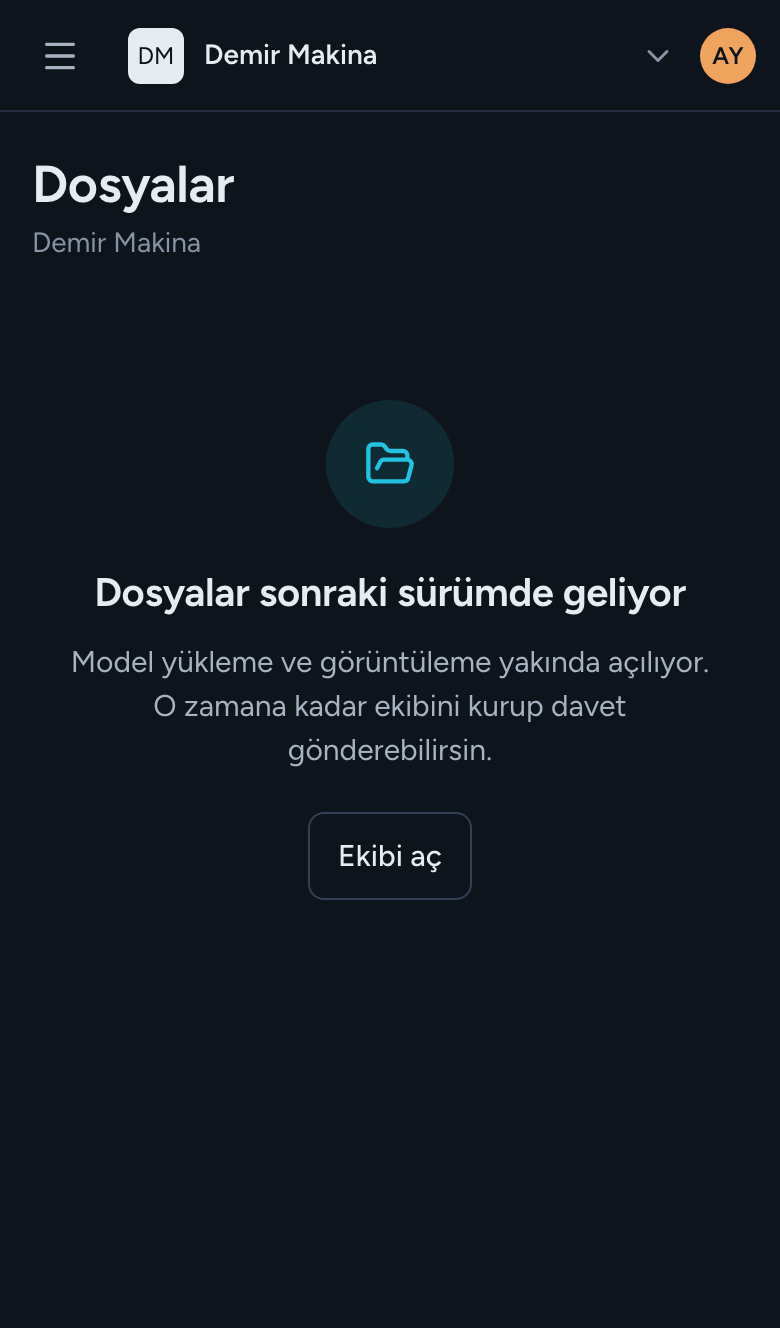 DM Demir Makina AY
Dosyalar
Demir Makina
Dosyalar sonraki sürümde geliyor
Model yükleme ve görüntüleme yakında açılıyor.
O zamana kadar ekibini kurup davet
gönderebilirsin.
Ekibi aç